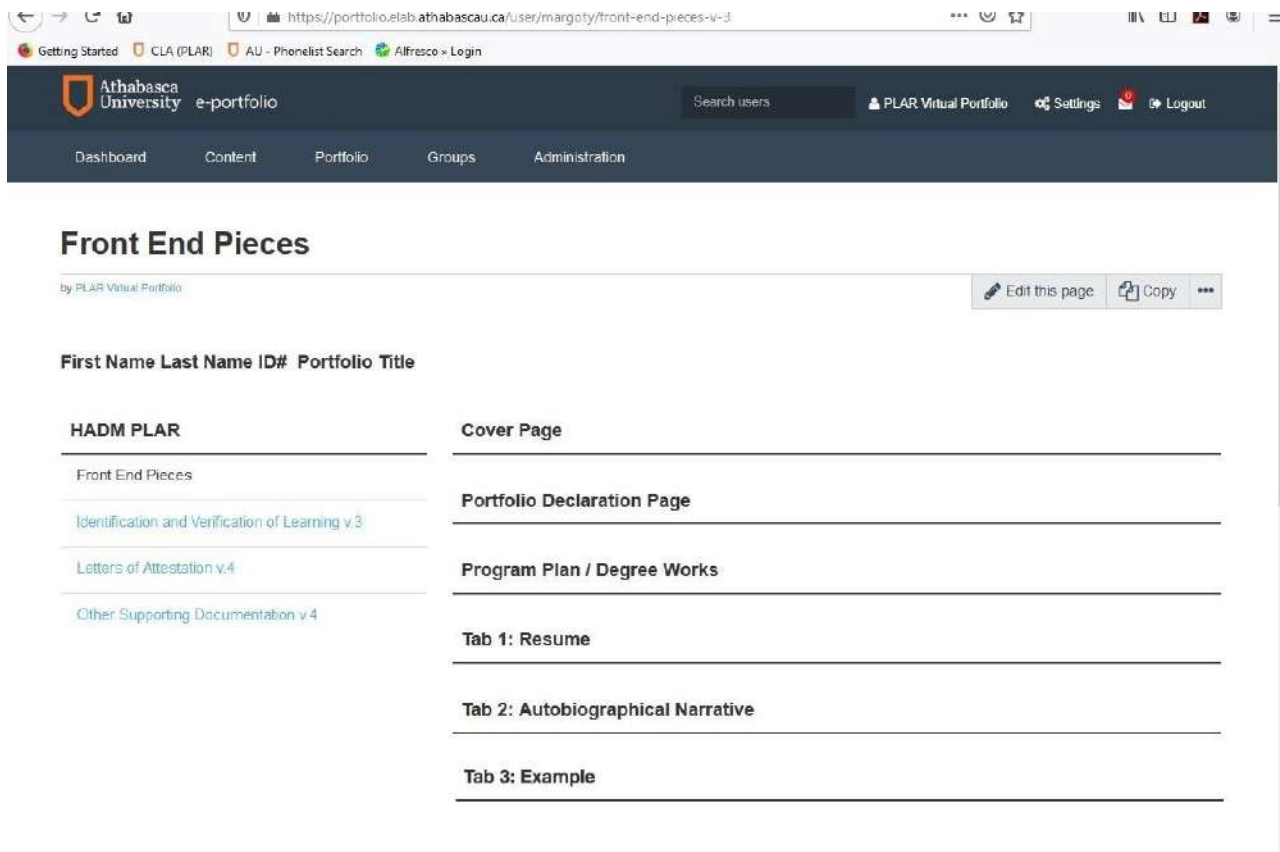 https://portfolio.elab.athabascau.ca/user/margoty/front-end-pieces-v-3
Getting Started CLA (PLAR) AU - Phonelist Search Alfresco » Login
Athabasca
University e-portfolio
Search users PLAR Virtual Portfolio Settings 0 Logout
Dashboard Content Portfolio Groups Administration
Front End Pieces
by PLAR Virtual Portfolio
Edit this page Copy
First Name Last Name ID# Portfolio Title
HADM PLAR
Front End Pieces
Identification and Verification of Learning v.3
Letters of Attestation v.4
Other Supporting Documentation v.4
Cover Page
Portfolio Declaration Page
Program Plan / Degree Works
Tab 1: Resume
Tab 2: Autobiographical Narrative
Tab 3: Example